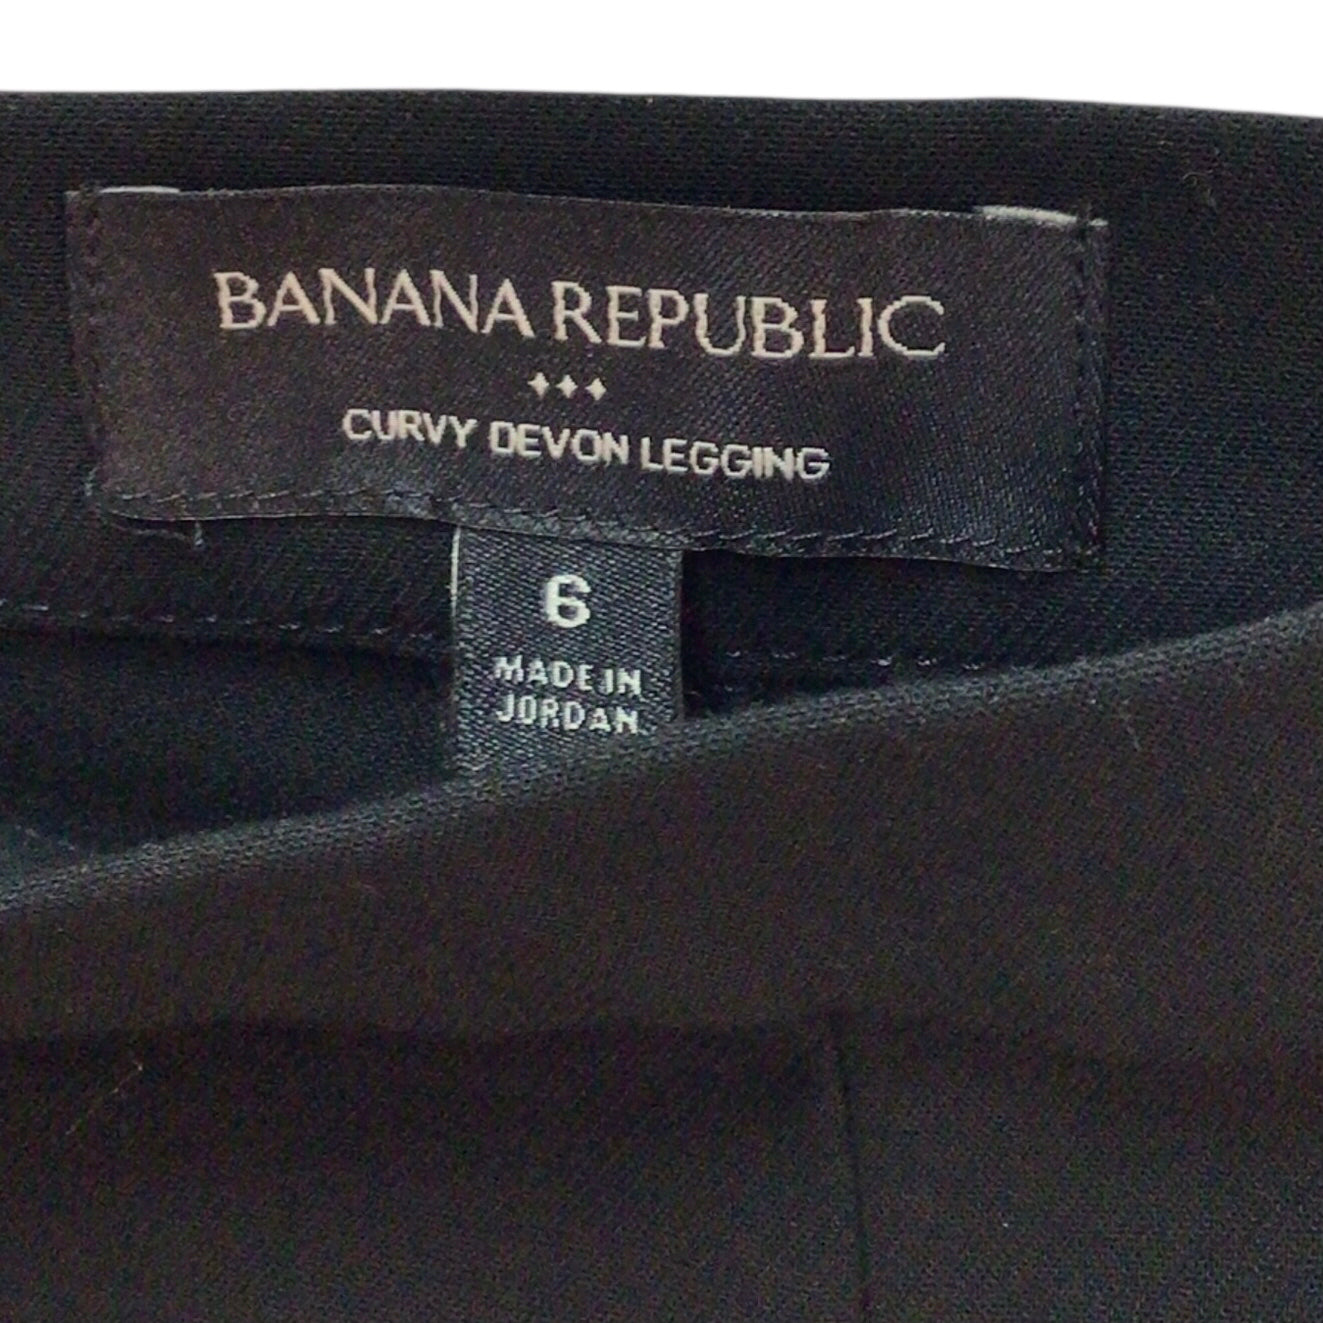 BANANA REPUBLIC
CURVY DEVON LEGGING
6
MADE IN
JORDAN